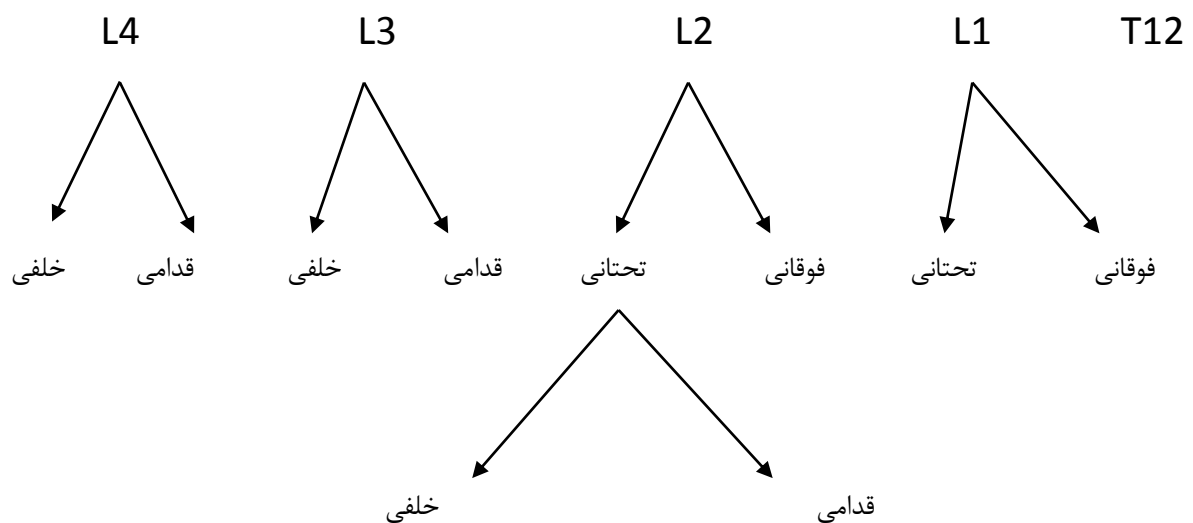 L4 L3 L2 L1 T12
فوقانی تحتانی فوقانی تحتانی قدامی خلفی قدامی خلفی
قدامی خلفی